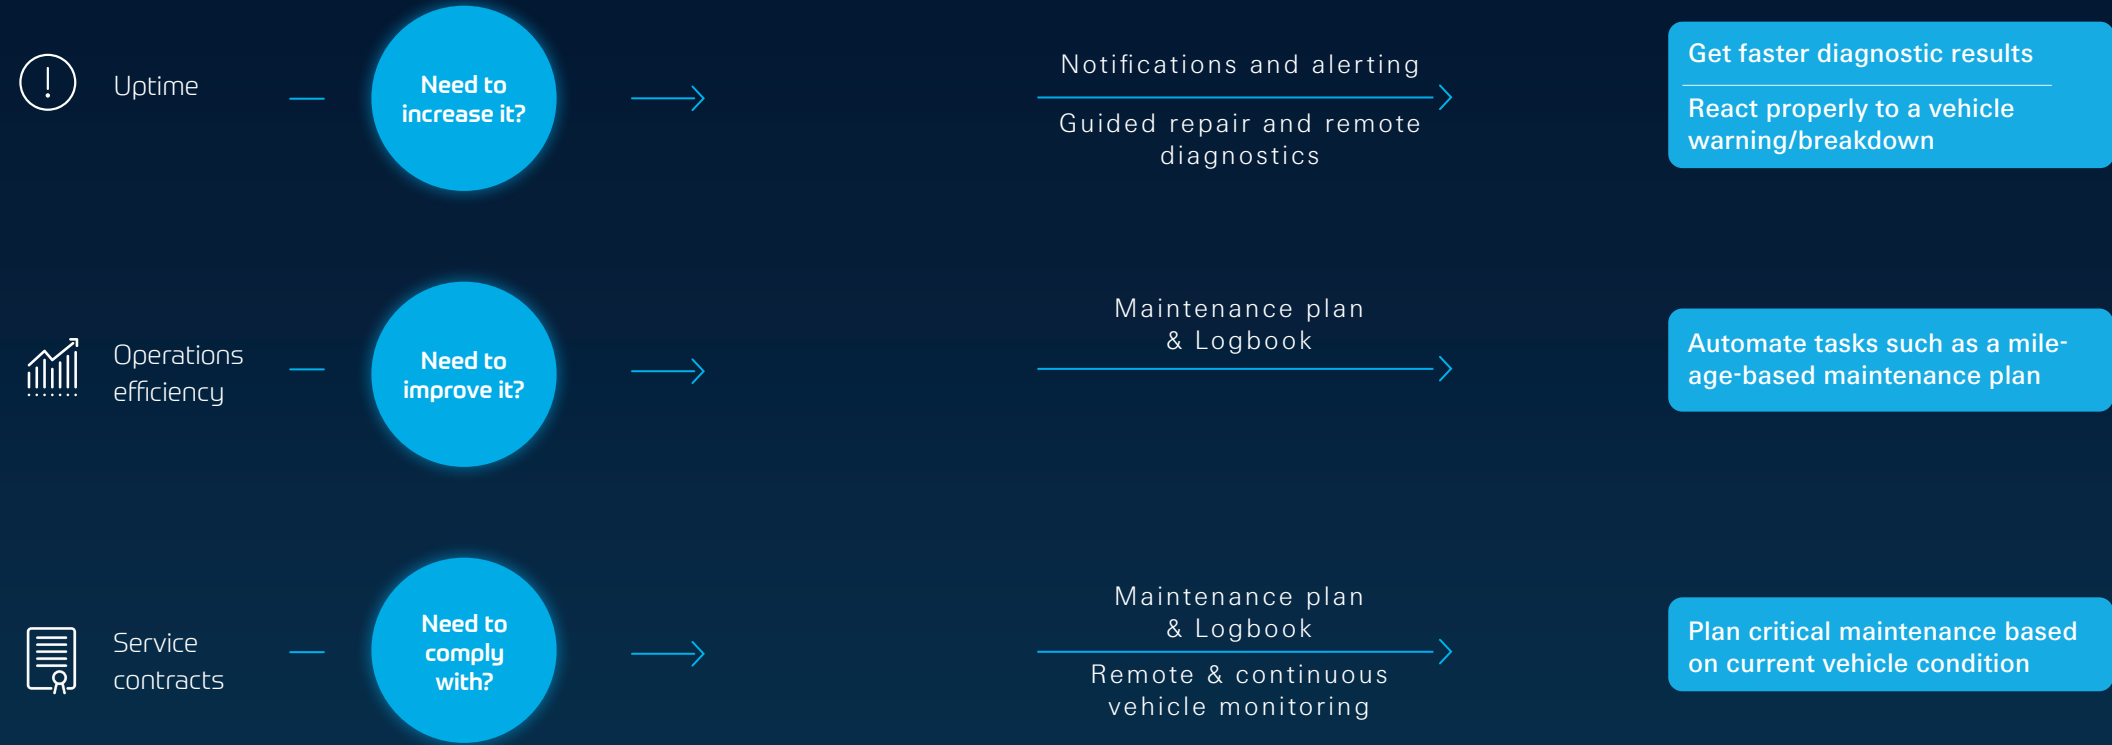 Uptime
Need to
increase it?
Notifications and alerting
Guided repair and remote
diagnostics
Get faster diagnostic results
React properly to a vehicle
warning/breakdown
Operations
efficiency
Need to
improve it?
Maintenance plan
& Logbook
Automate tasks such as a mile-
age-based maintenance plan
Service
contracts
Need to
comply
with?
Maintenance plan
& Logbook
Remote & continuous
vehicle monitoring
Plan critical maintenance based
on current vehicle condition